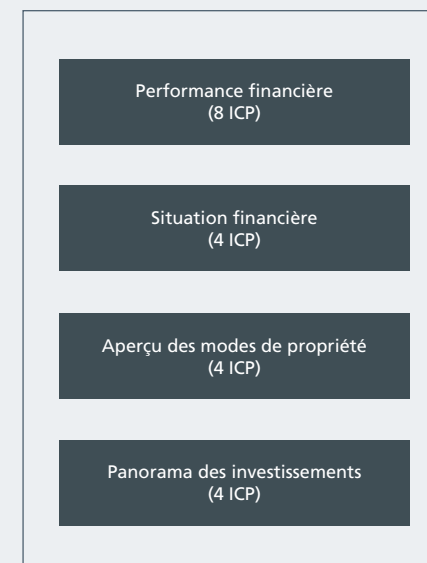 Performance financière
(8 ICP)
Situation financière
(4 ICP)
Aperçu des modes de propriété
(4 ICP)
Panorama des investissements
(4 ICP)